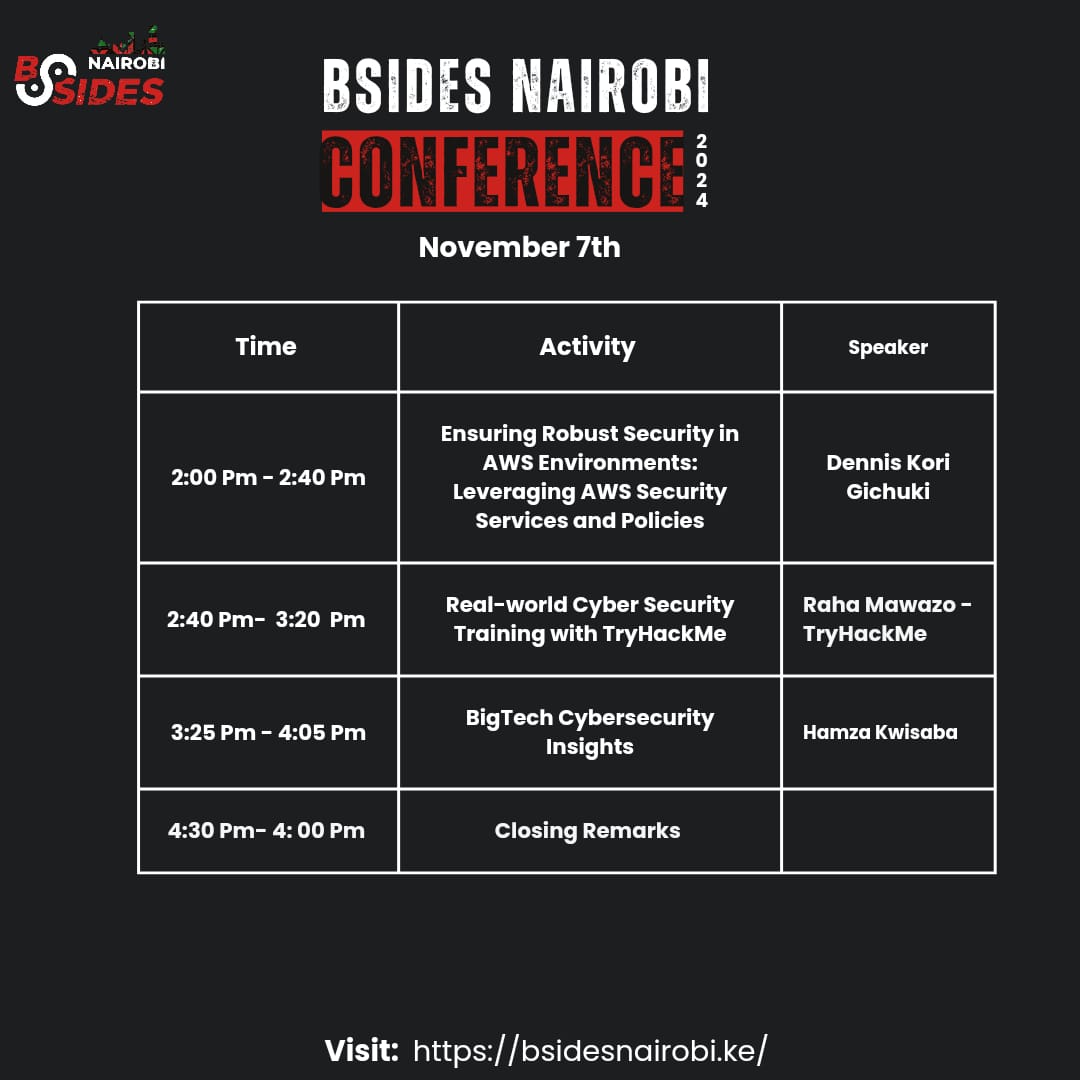 NAIROBI
BSIDES
BSIDES NAIROBI
CONFERENCE
2024
November 7th
Time
Activity
Speaker
2:00 Pm - 2:40 Pm
Ensuring Robust Security in
AWS Environments:
Leveraging AWS Security
Services and Policies
Dennis Kori
Gichuki
2:40 Pm-  3:20  Pm
Real-world Cyber Security
Training with TryHackMe
Raha Mawazo -
TryHackMe
3:25 Pm - 4:05 Pm
BigTech Cybersecurity
Insights
Hamza Kwisaba
4:30 Pm- 4: 00 Pm
Closing Remarks
Visit:  https://bsidesnairobi.ke/